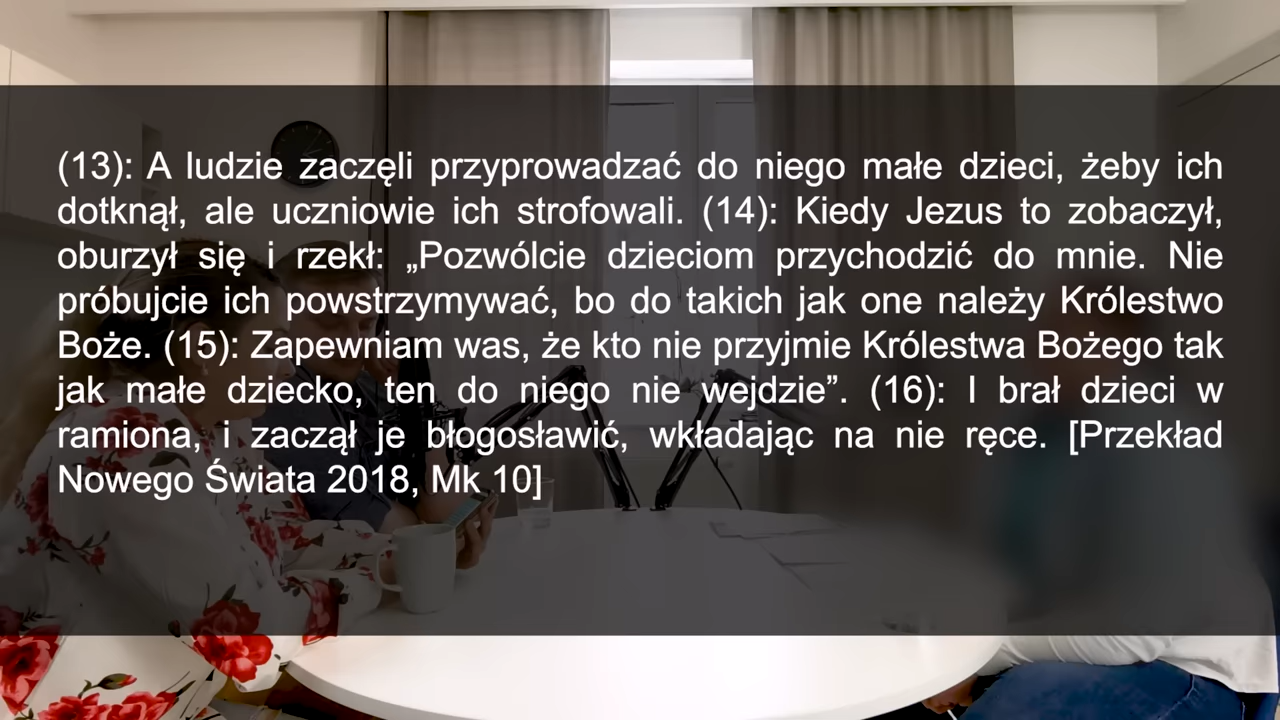 (13): A ludzie zaczęli przyprowadzać do niego małe dzieci, żeby ich
dotknął, ale uczniowie ich strofowali. (14): Kiedy Jezus to zobaczył,
oburzył się i rzekł: „Pozwólcie dzieciom przychodzić do mnie. Nie
próbujcie ich powstrzymywać, bo do takich jak one należy Królestwo
Boże. (15): Zapewniam was, że kto nie przyjmie Królestwa Bożego tak
jak małe dziecko, ten do niego nie wejdzie”. (16): I brał dzieci w
ramiona, i zaczął je błogosławić, wkładając na nie ręce. [Przekład
Nowego Świata 2018, Mk 10]